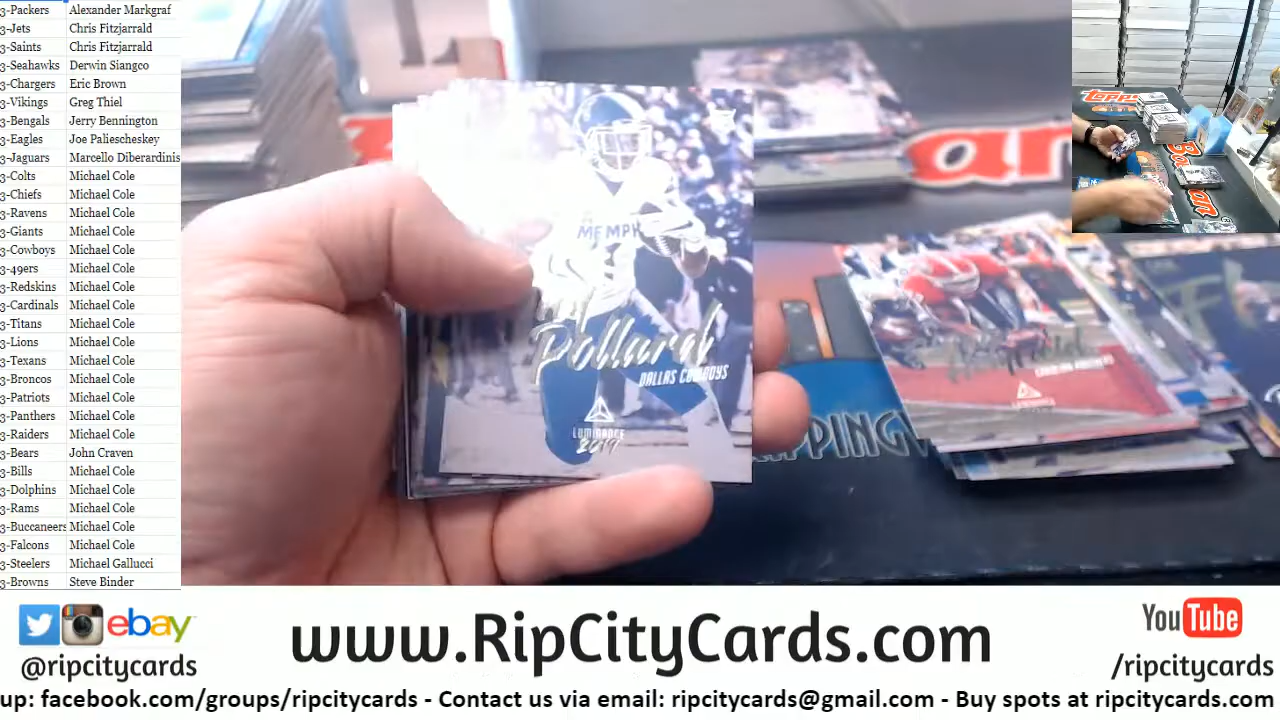 3-Packers Alexander Markgraf
3-Jets Chris Fitzjarrald
3-Saints Chris Fitzjarrald
3-Seahawks Derwin Siangco
3-Chargers Eric Brown
3-Vikings Greg Thiel
3-Bengals Jerry Bennington
3-Eagles Joe Paliescheskey
3-Jaguars Marcello Diberardinis
3-Colts Michael Cole
3-Chiefs Michael Cole
3-Ravens Michael Cole
3-Giants Michael Cole
3-Cowboys Michael Cole
3-49ers Michael Cole
3-Redskins Michael Cole
3-Cardinals Michael Cole
3-Titans Michael Cole
3-Lions Michael Cole
3-Texans Michael Cole
3-Broncos Michael Cole
3-Patriots Michael Cole
3-Panthers Michael Cole
3-Raiders Michael Cole
3-Bears John Craven
3-Bills Michael Cole
3-Dolphins Michael Cole
3-Rams Michael Cole
3-Buccaneers Michael Cole
3-Falcons Michael Cole
3-Steelers Michael Gallucci
3-Browns Steve Binder
MEMPH
Pollard
DALLAS COWBOYS
LUMINANCE
2019
PPING
Topps
ebay
@ripcitycards
www.RipCityCards.com
YouTube
/ripcitycards
up: facebook.com/groups/ripcitycards - Contact us via email: ripcitycards@gmail.com - Buy spots at ripcitycards.com